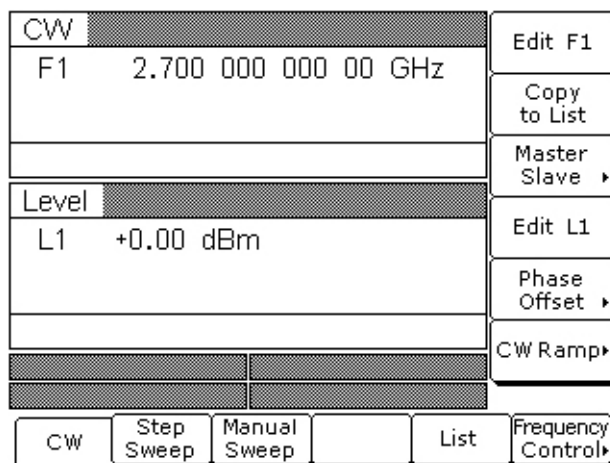 CW
F1 2.700 000 000 00 GHz
Level
L1 +0.00 dBm
Edit F1
Copy
to List
Master
Slave
Edit L1
Phase
Offset
CW Ramp
CW
Step
Sweep
Manual
Sweep
List
Frequency
Control